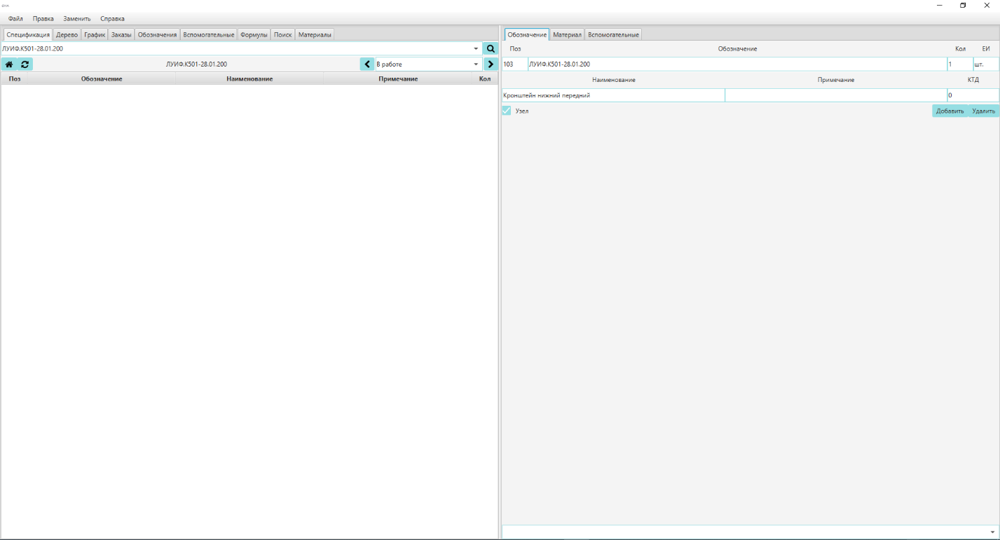 Файл Правка Заменить Справка
Спецификация Дерево График Заказы Обозначения Вспомогательные Формулы Поиск Материалы
ЛУИФ.К501-28.01.200
ЛУИФ.К501-28.01.200 В работе
Поз Обозначение Наименование Примечание Кол
Обозначение Материал Вспомогательные
Поз Обозначение Кол ЕИ
103 ЛУИФ.К501-28.01.200 1 шт.
Наименование Примечание КТД
Кронштейн нижний передний 0
Узел Добавить Удалить